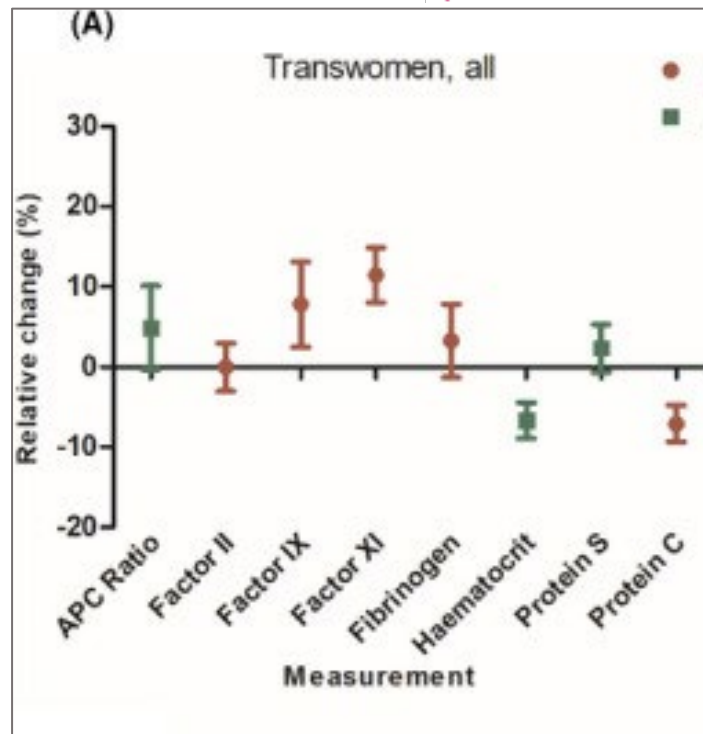 (A)
Transwomen, all
30
20
10
0
-10
-20
Relative change (%)
APC Ratio
Factor II
Factor IX
Factor XI
Fibrinogen
Haematocrit
Protein S
Protein C
Measurement